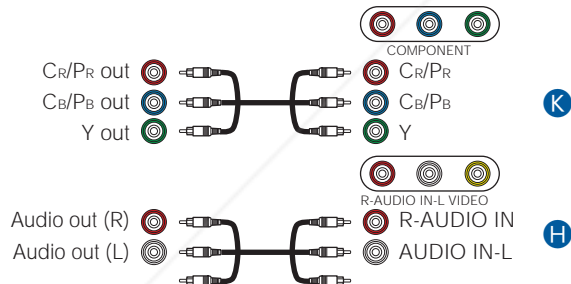 COMPONENT
CR/PR out CR/PR
CB/PB out CB/PB K
Y out Y
R-AUDIO IN-L VIDEO
Audio out (R) R-AUDIO IN
Audio out (L) AUDIO IN-L H